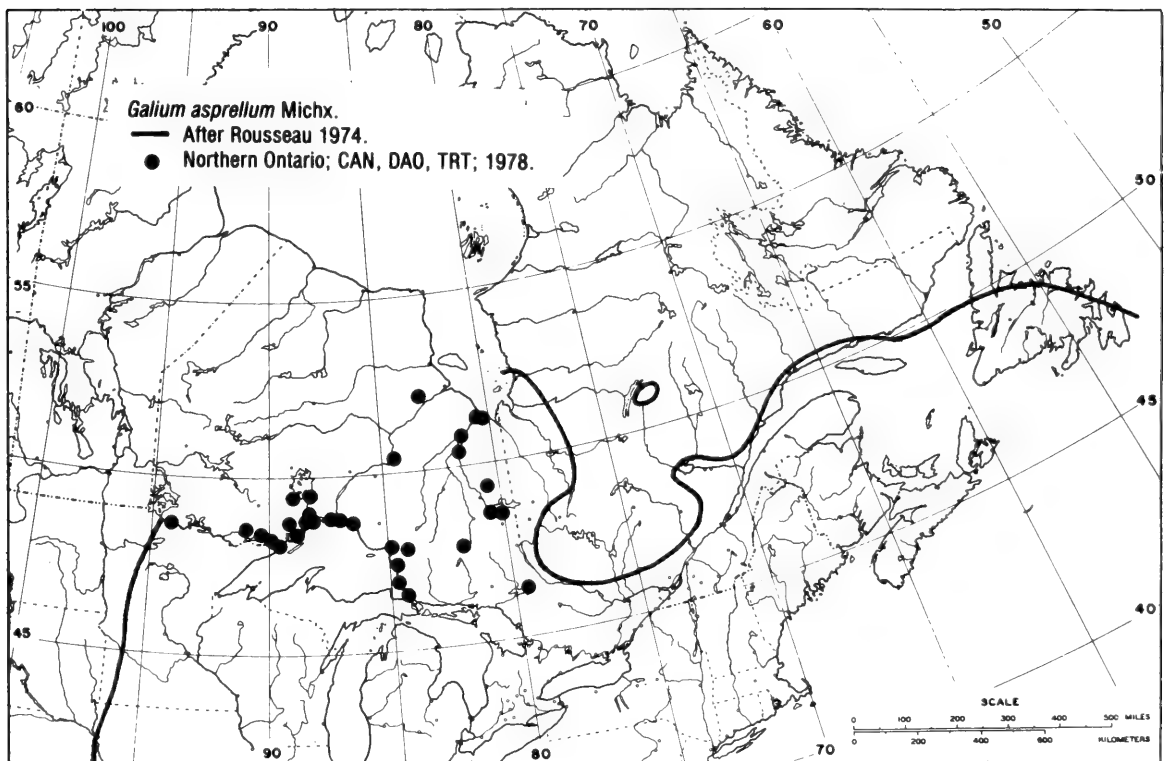 100 90 80 70 60 50
60
Galium asprellum Michx.
After Rousseau 1974.
Northern Ontario; CAN, DAO, TRT; 1978.
50
55
45
45
40
SCALE
0 100 200 300 400 500 MILES
0 200 400 600 KILOMETERS
90 80 70